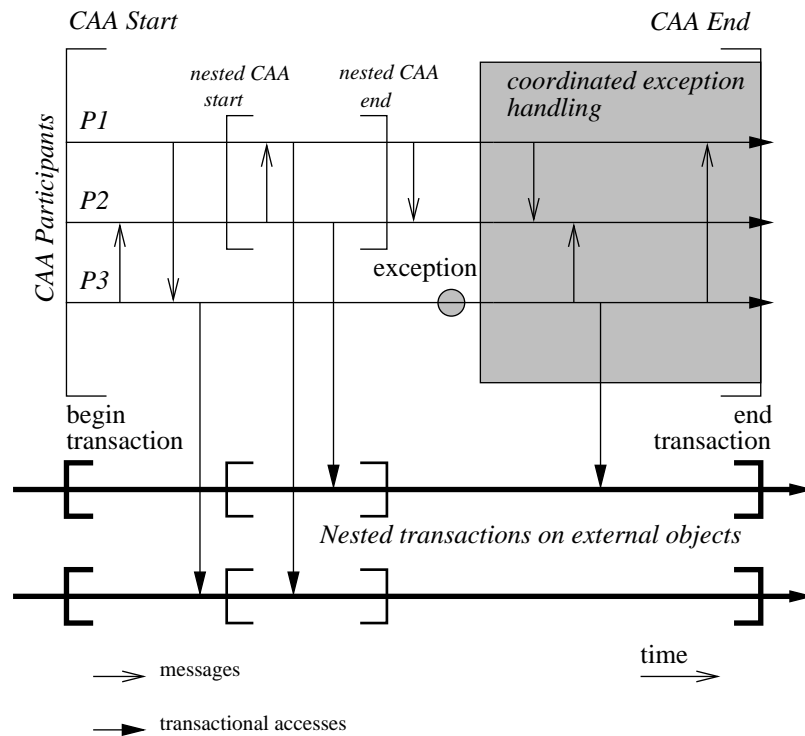 CAA Start
CAA End
nested CAA
start
nested CAA
end
coordinated exception
handling
CAA Participants
P1
P2
P3
exception
begin
transaction
end
transaction
Nested transactions on external objects
messages
time
transactional accesses